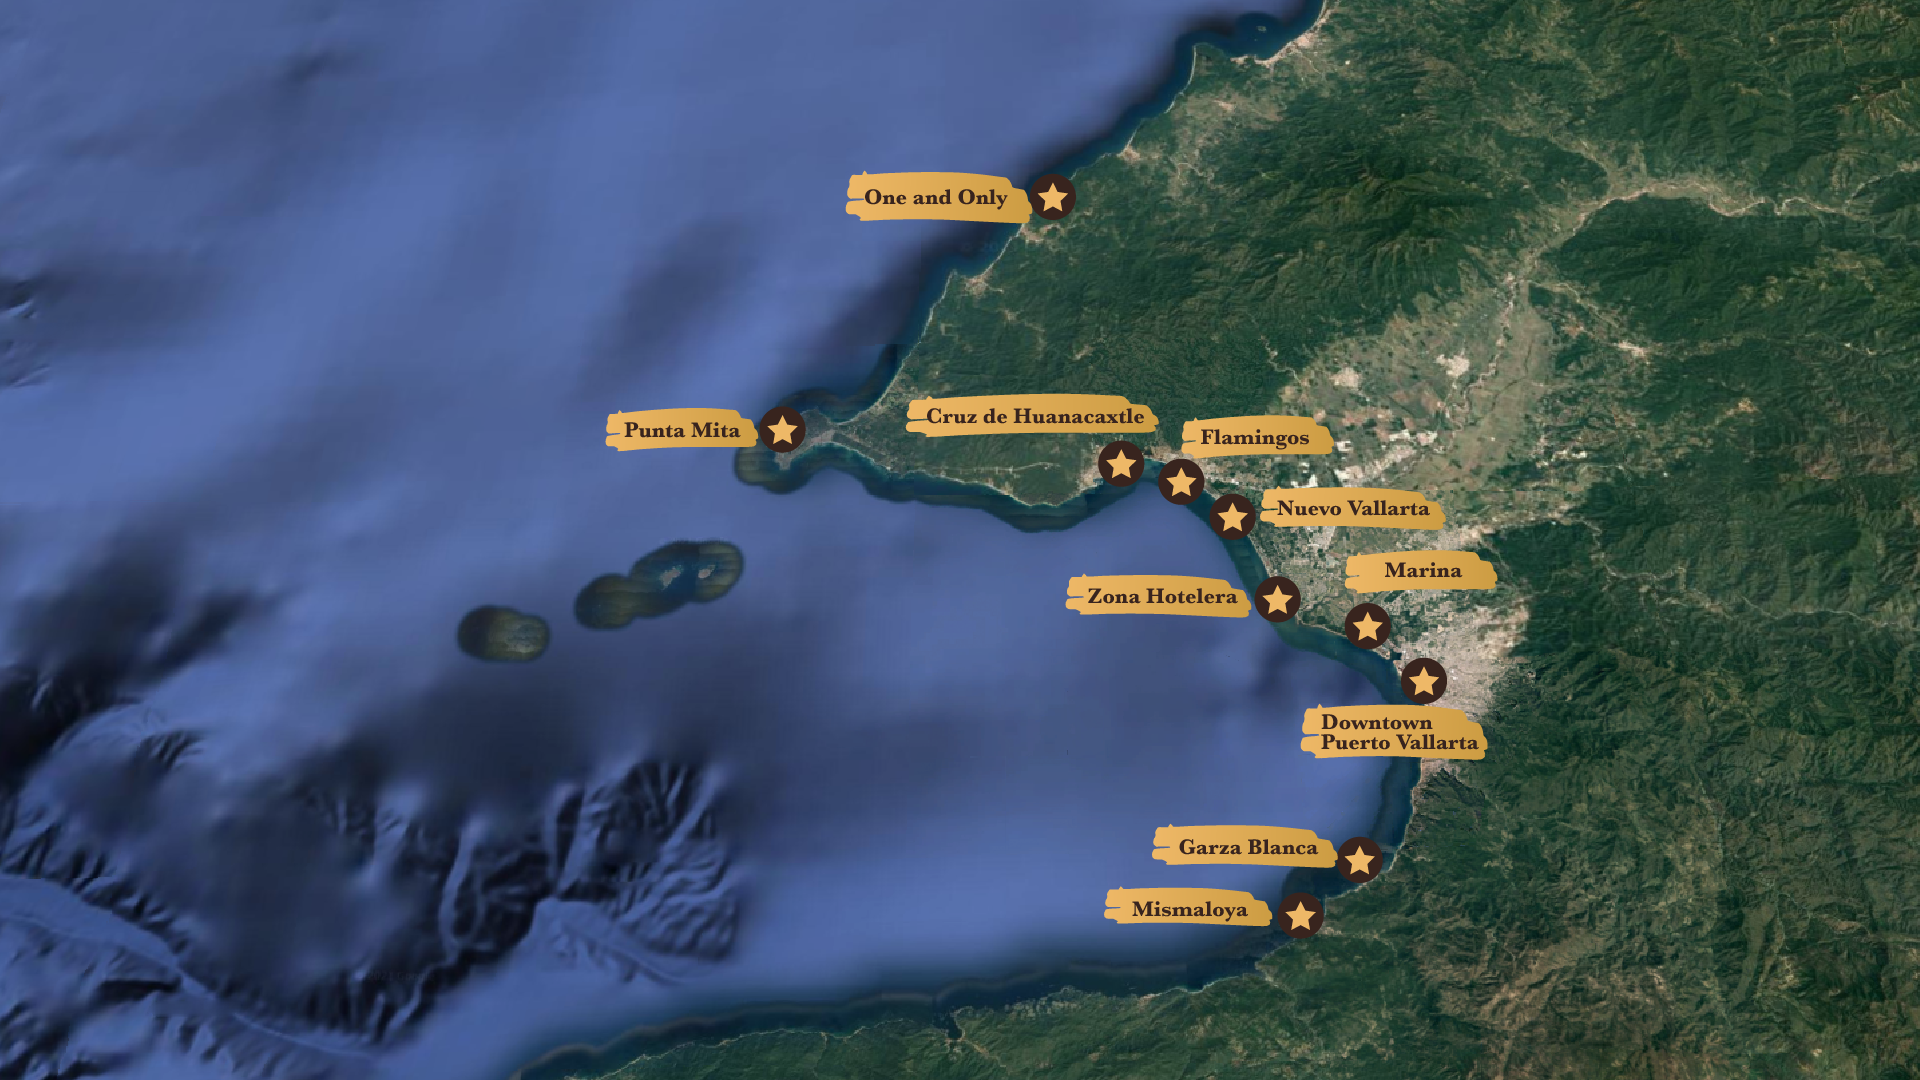 One and Only
Cruz de Huanacaxtle
Punta Mita
Flamingos
Nuevo Vallarta
Marina
Zona Hotelera
Downtown
Puerto Vallarta
Garza Blanca
Mismaloya